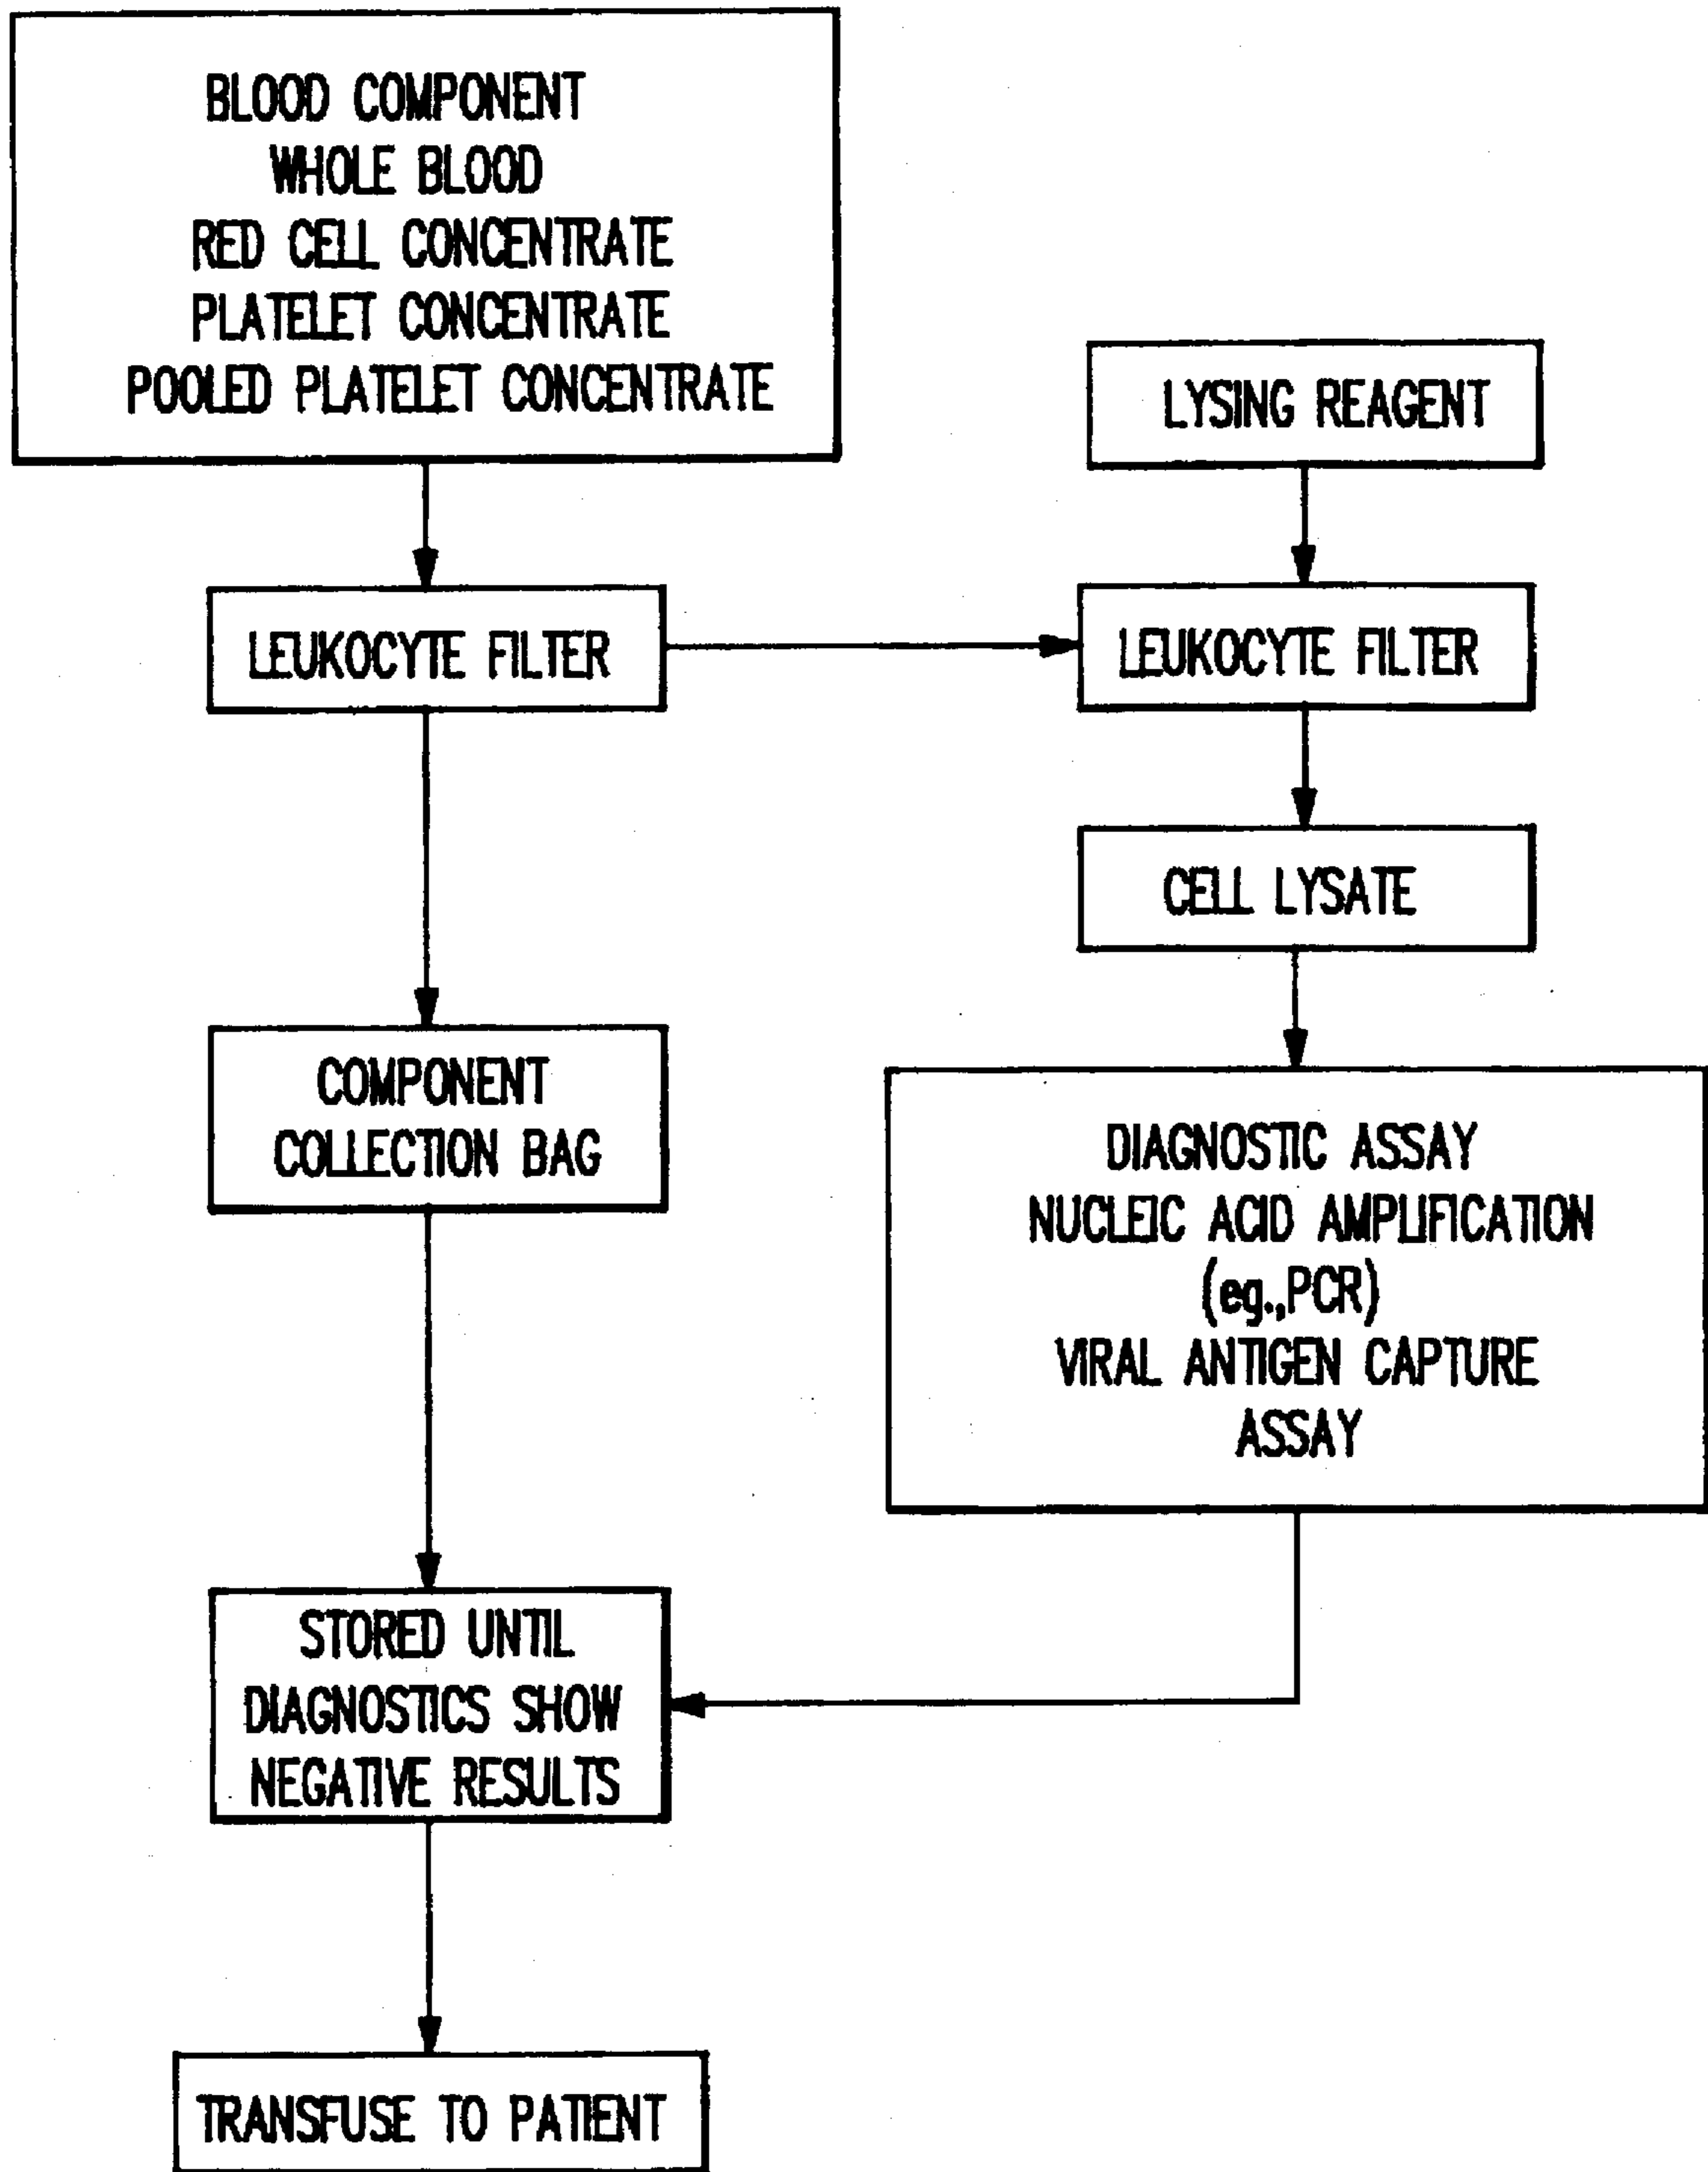 BLOOD COMPONENT
WHOLE BLOOD
RED CELL CONCENTRATE
PLATELET CONCENTRATE
POOLED PLATELET CONCENTRATE
LYSING REAGENT
LEUKOCYTE FILTER
LEUKOCYTE FILTER
CELL LYSATE
COMPONENT
COLLECTION BAG
DIAGNOSTIC ASSAY
NUCLEIC ACID AMPLIFICATION
(eg.,PCR)
VIRAL ANTIGEN CAPTURE
ASSAY
STORED UNTIL
DIAGNOSTICS SHOW
NEGATIVE RESULTS
TRANSFUSE TO PATIENT